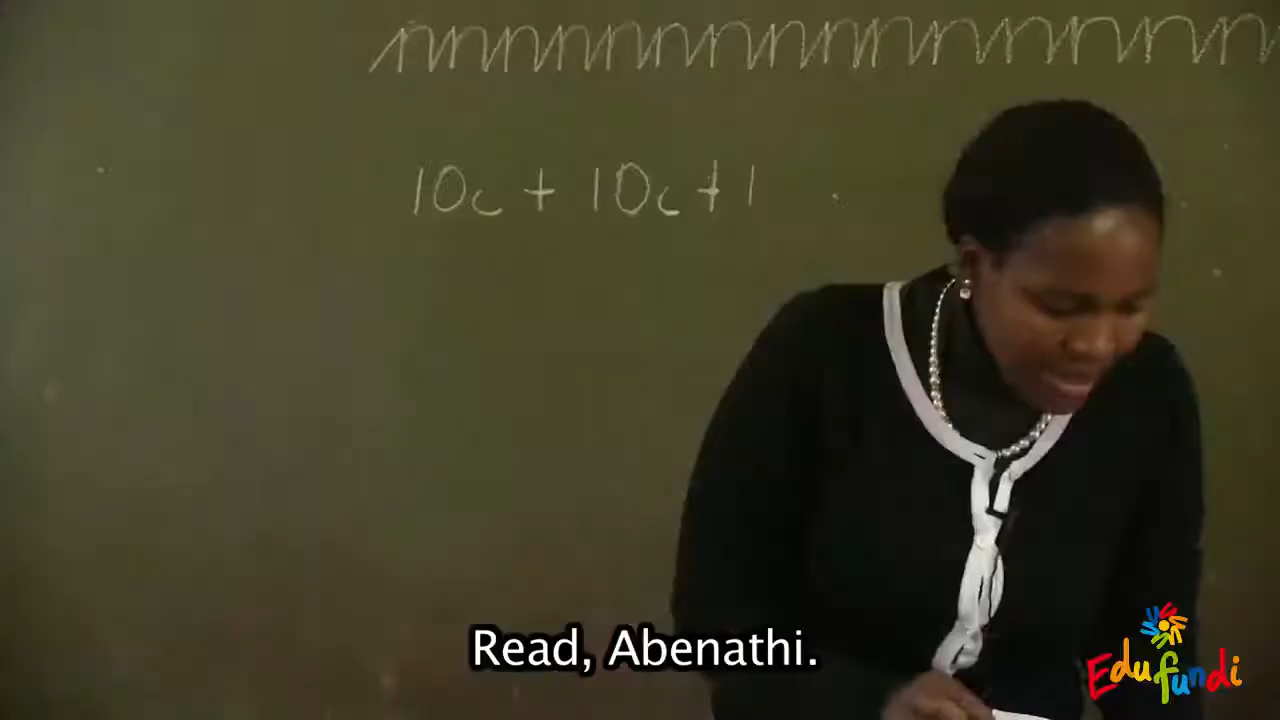 10c + 10c + 1
Read, Abenathi.
Edufundi